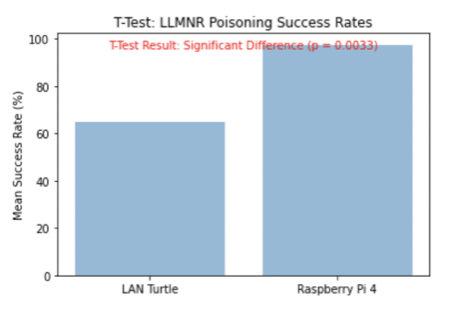 T-Test: LLMNR Poisoning Success Rates
T-Test Result: Significant Difference (p = 0.0033)
100
80
60
40
20
0
Mean Success Rate (%)
LAN Turtle
Raspberry Pi 4